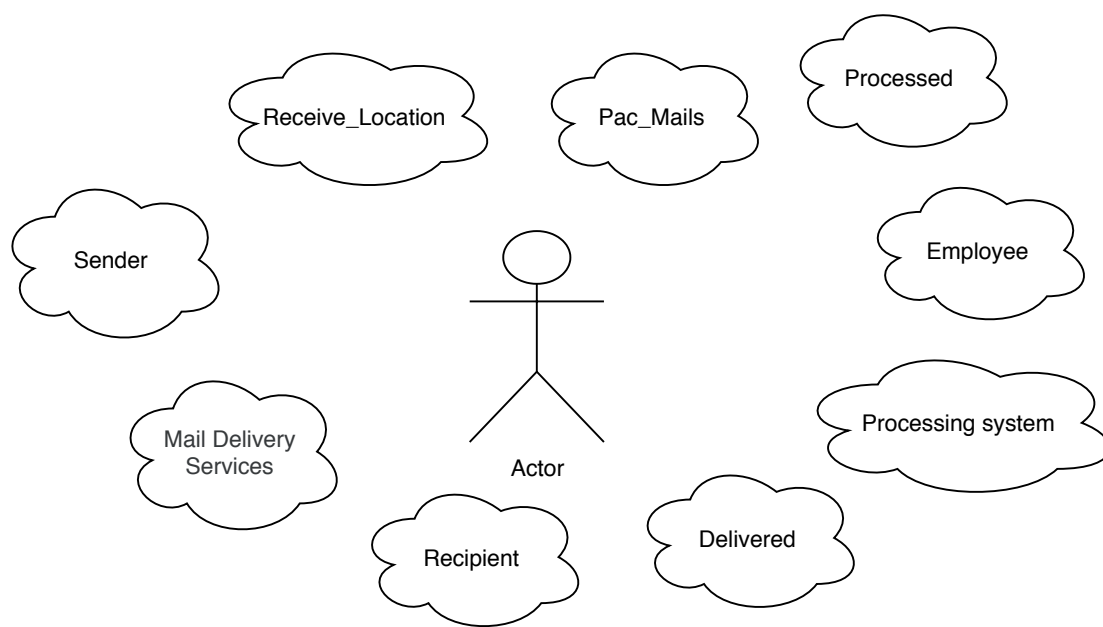 Processed
Receive_Location
Pac_Mails
Sender
Employee
Processing system
Mail Delivery
Services
Actor
Delivered
Recipient